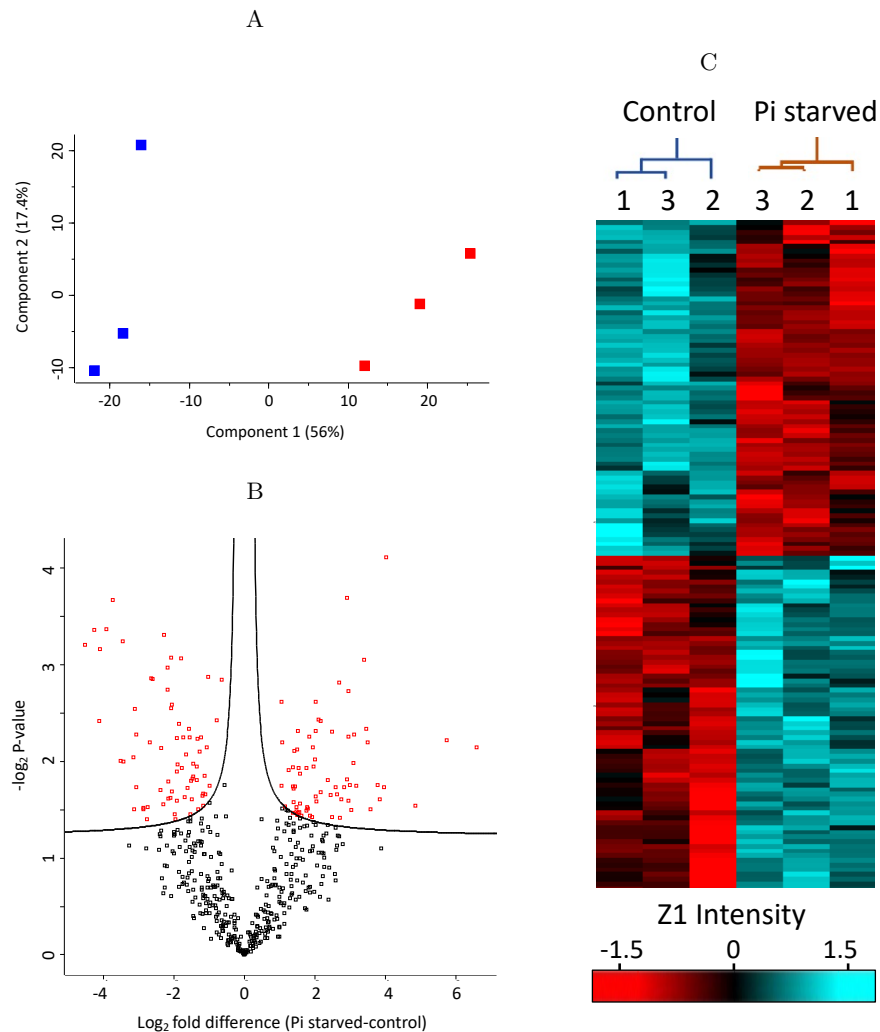 A
Component 2 (17.4%)
20
10
0
-10
-20
-10
0
10
20
Component 1 (56%)
B
-log₂ P-value
4
3
2
1
0
-4
-2
0
2
4
6
Log₂ fold difference (Pi starved-control)
C
Control Pi starved
1 3 2 3 2 1
Z1 Intensity
-1.5 0 1.5